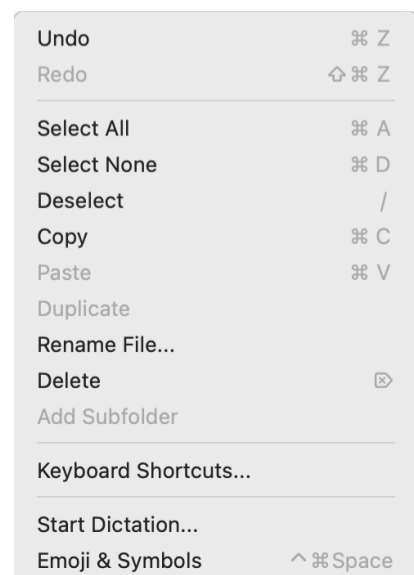 Undo ⌘ Z
Redo ⇧ ⌘ Z
Select All ⌘ A
Select None ⌘ D
Deselect /
Copy ⌘ C
Paste ⌘ V
Duplicate
Rename File...
Delete ⌦
Add Subfolder
Keyboard Shortcuts...
Start Dictation...
Emoji & Symbols ^ ⌘ Space